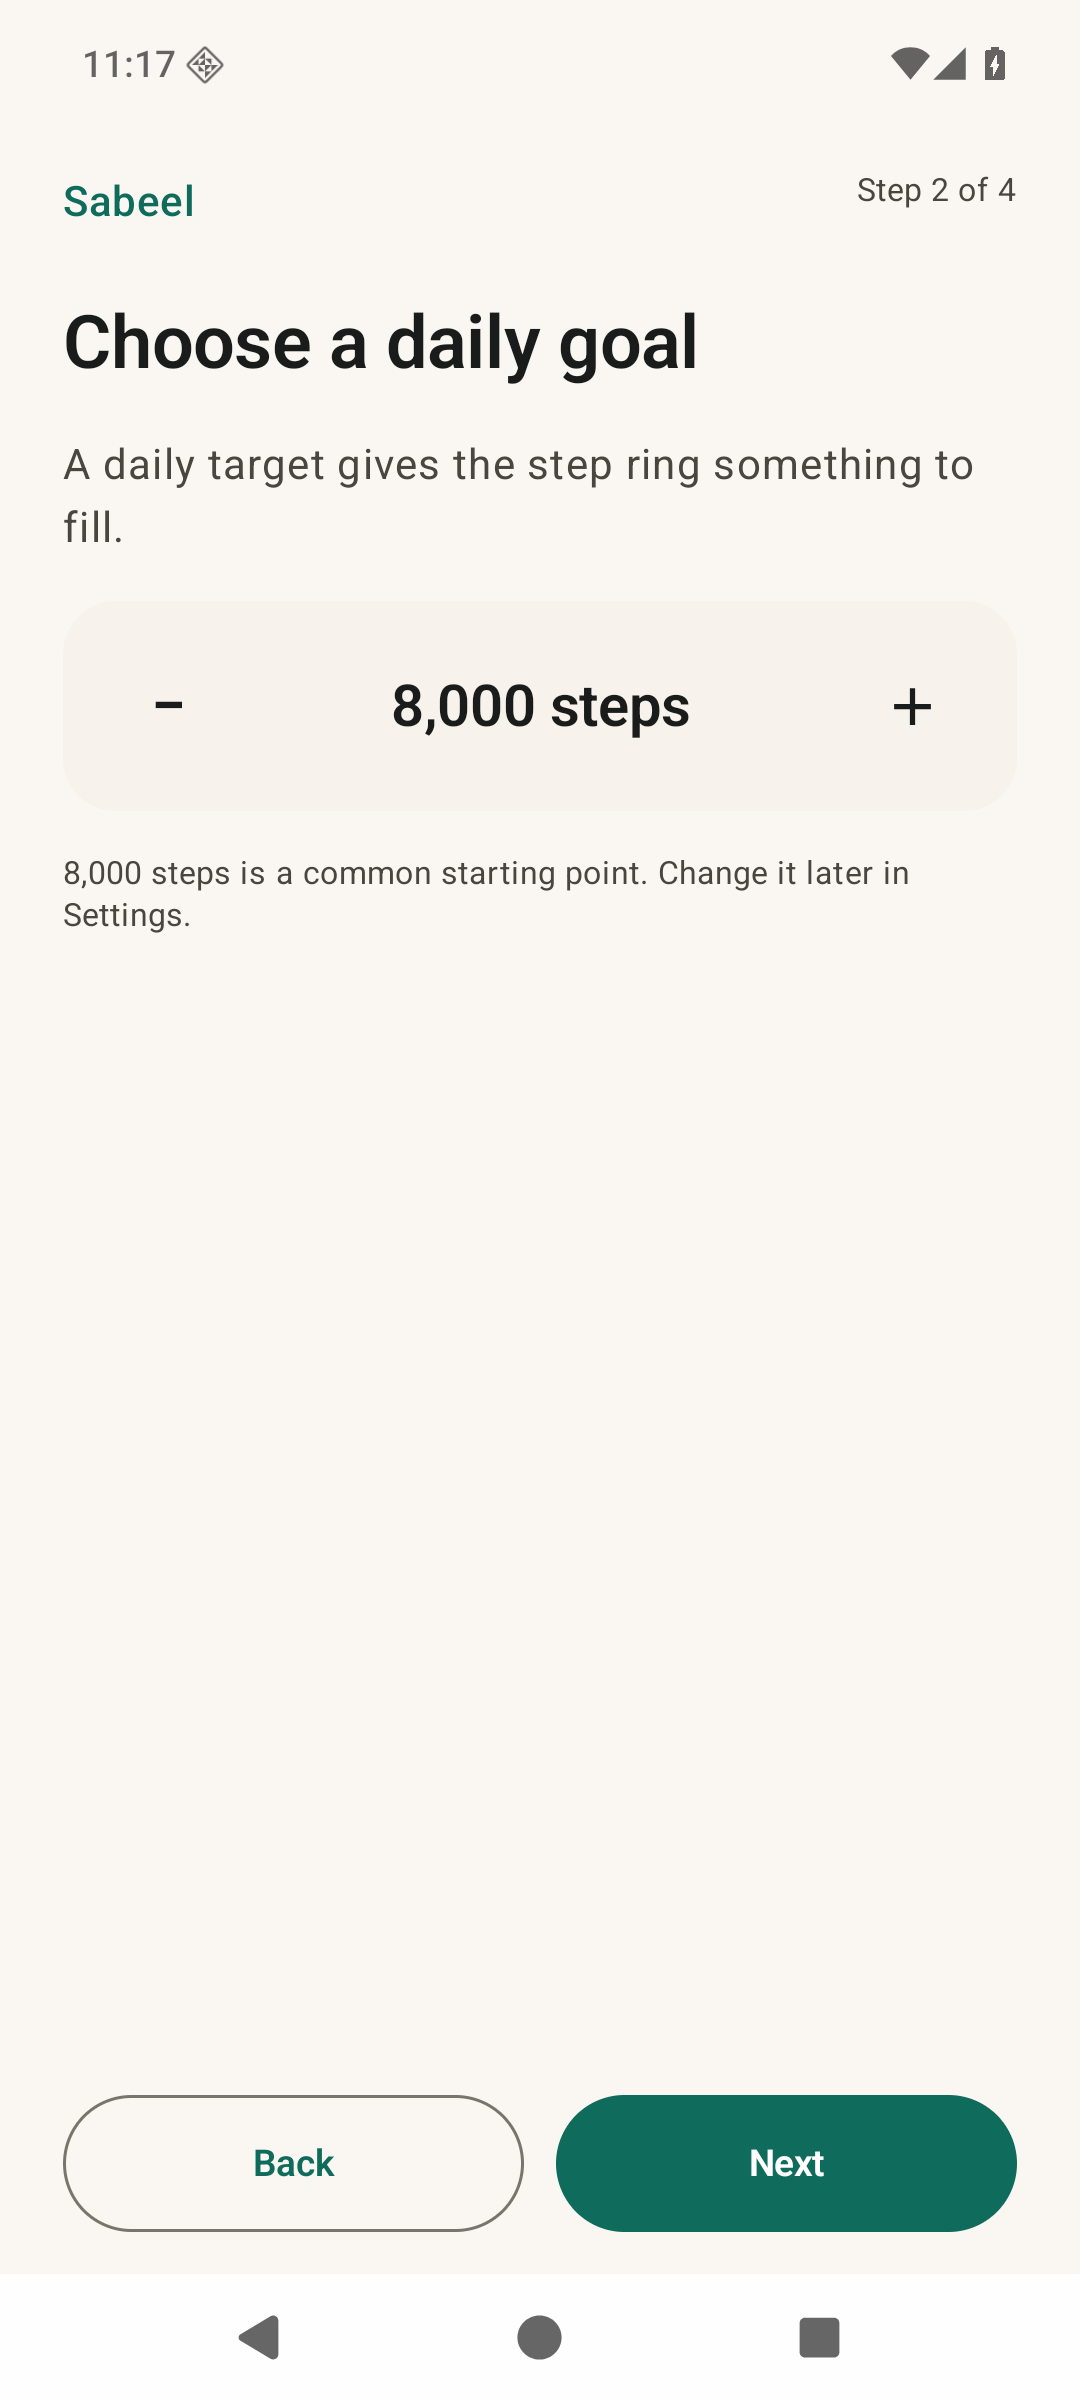 11:17
Sabeel
Step 2 of 4
Choose a daily goal
A daily target gives the step ring something to
fill.
− 8,000 steps +
8,000 steps is a common starting point. Change it later in
Settings.
Back
Next